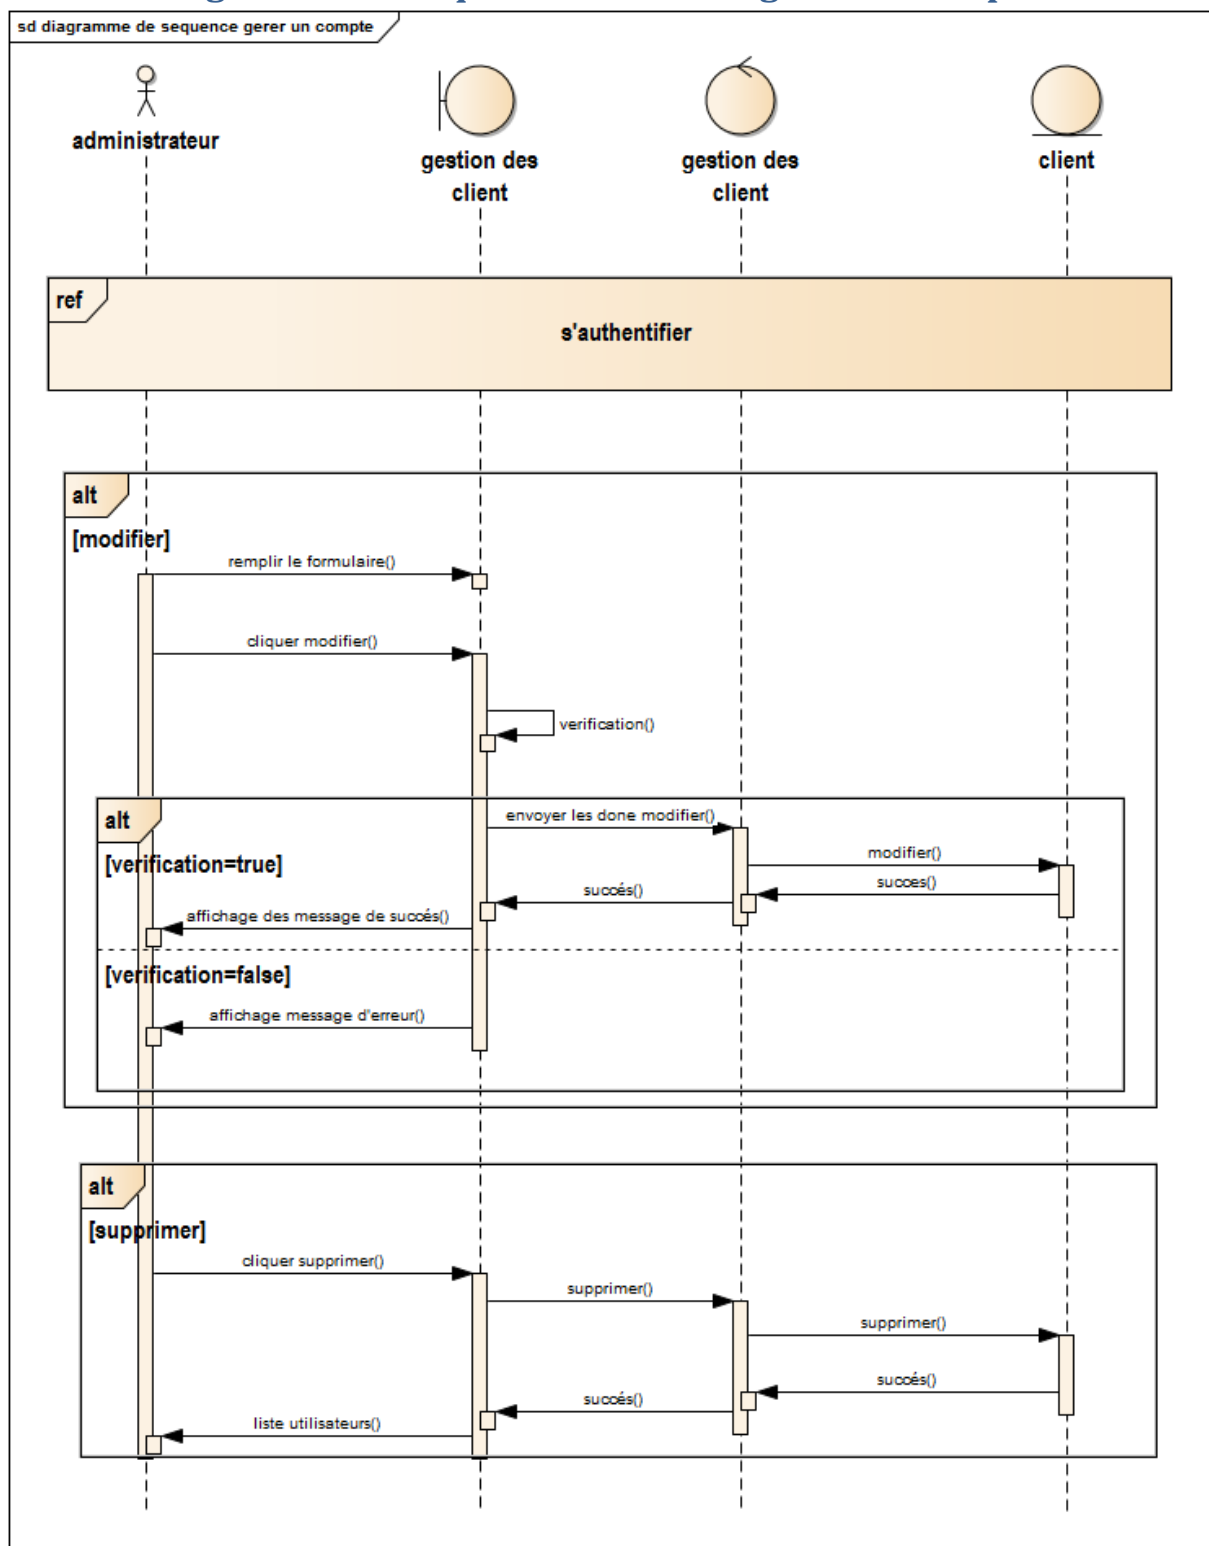 sd diagramme de sequence gerer un compte
administrateur
gestion des
client
gestion des
client
client
ref
s'authentifier
alt
[modifier]
remplir le formulaire()
cliquer modifier()
verification()
alt
envoyer les done modifier()
[verification=true]
modifier()
succes()
succés()
affichage des message de succés()
[verification=false]
affichage message d'erreur()
alt
[supprimer]
cliquer supprimer()
supprimer()
supprimer()
succés()
succés()
liste utilisateurs()